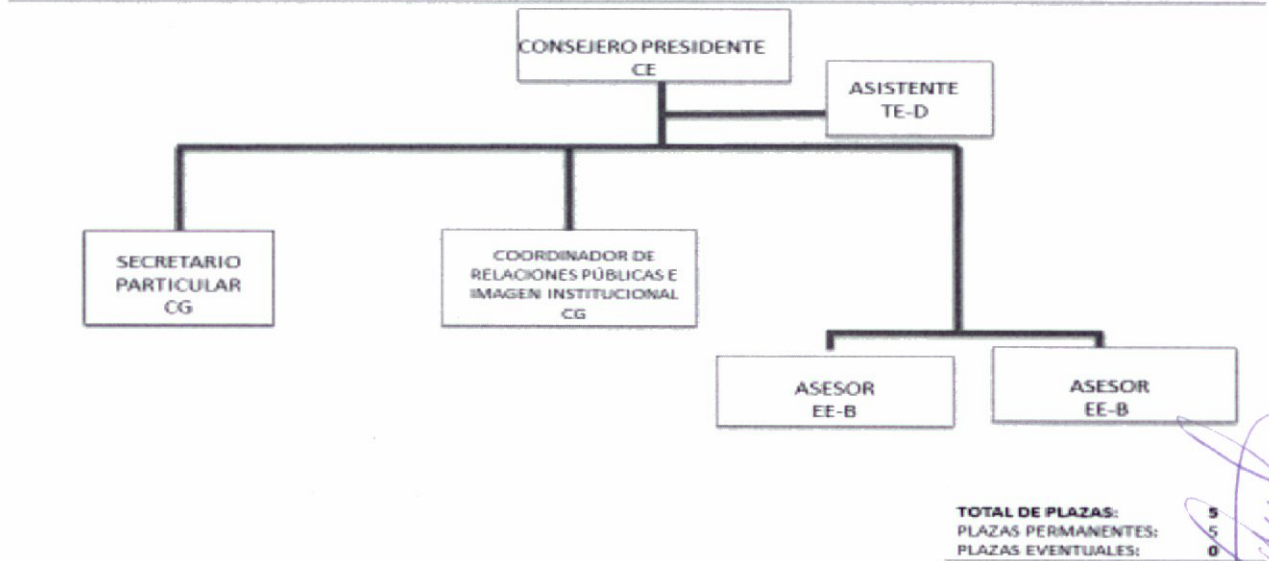 CONSEJERO PRESIDENTE
CE
ASISTENTE
TE-D
SECRETARIO
PARTICULAR
CG
COORDINADOR DE
RELACIONES PÚBLICAS E
IMAGEN INSTITUCIONAL
CG
ASESOR
EE-B
ASESOR
EE-B
TOTAL DE PLAZAS: 5
PLAZAS PERMANENTES: 5
PLAZAS EVENTUALES: 0